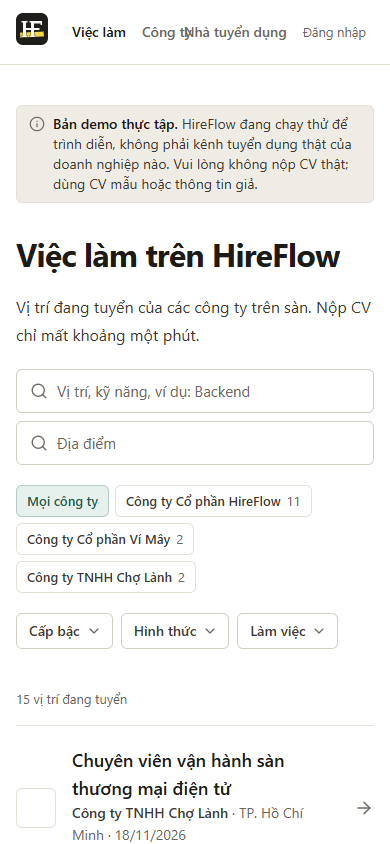 HF
Việc làm
Công ty
Nhà tuyển dụng
Đăng nhập
Bản demo thực tập. HireFlow đang chạy thử để
trình diễn, không phải kênh tuyển dụng thật của
doanh nghiệp nào. Vui lòng không nộp CV thật;
dùng CV mẫu hoặc thông tin giả.
Việc làm trên HireFlow
Vị trí đang tuyển của các công ty trên sàn. Nộp CV
chỉ mất khoảng một phút.
Vị trí, kỹ năng, ví dụ: Backend
Địa điểm
Mọi công ty
Công ty Cổ phần HireFlow 11
Công ty Cổ phần Ví Mây 2
Công ty TNHH Chợ Lành 2
Cấp bậc
Hình thức
Làm việc
15 vị trí đang tuyển
Chuyên viên vận hành sàn
thương mại điện tử
Công ty TNHH Chợ Lành · TP. Hồ Chí
Minh · 18/11/2026